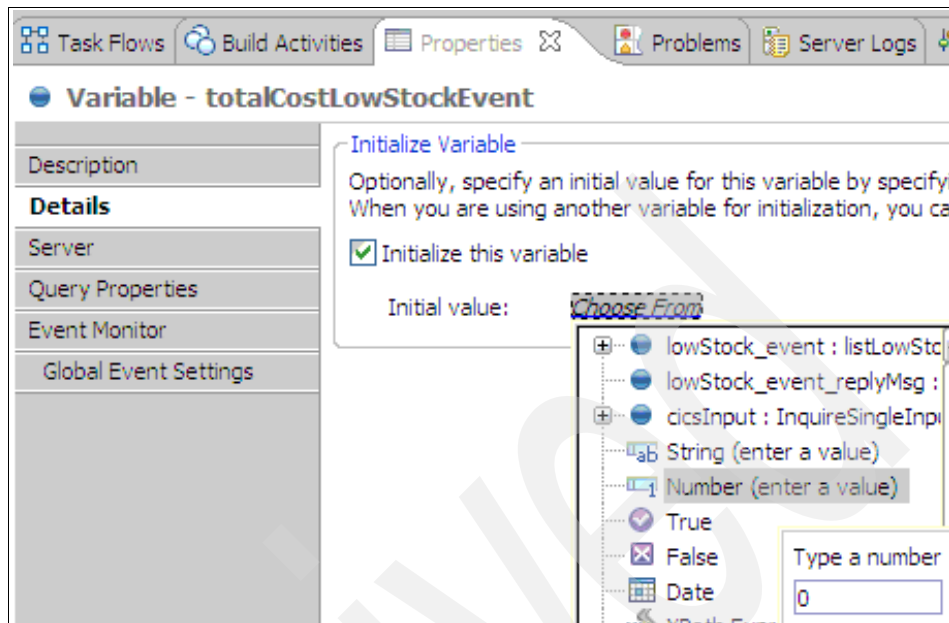 Task Flows Build Activities Properties Problems Server Logs
Variable - totalCostLowStockEvent
Description
Details
Server
Query Properties
Event Monitor
Global Event Settings
Initialize Variable
Optionally, specify an initial value for this variable by specifyi
When you are using another variable for initialization, you ca
Initialize this variable
Initial value: Choose From
lowStock_event : listLowSto
lowStock_event_replyMsg :
cicsInput : InquireSingleInpu
String (enter a value)
Number (enter a value)
True
False
Date
Type a number
0